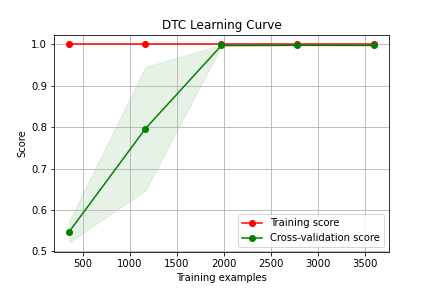 DTC Learning Curve
1.0
0.9
0.8
0.7
0.6
0.5
Score
Training score
Cross-validation score
500 1000 1500 2000 2500 3000 3500
Training examples